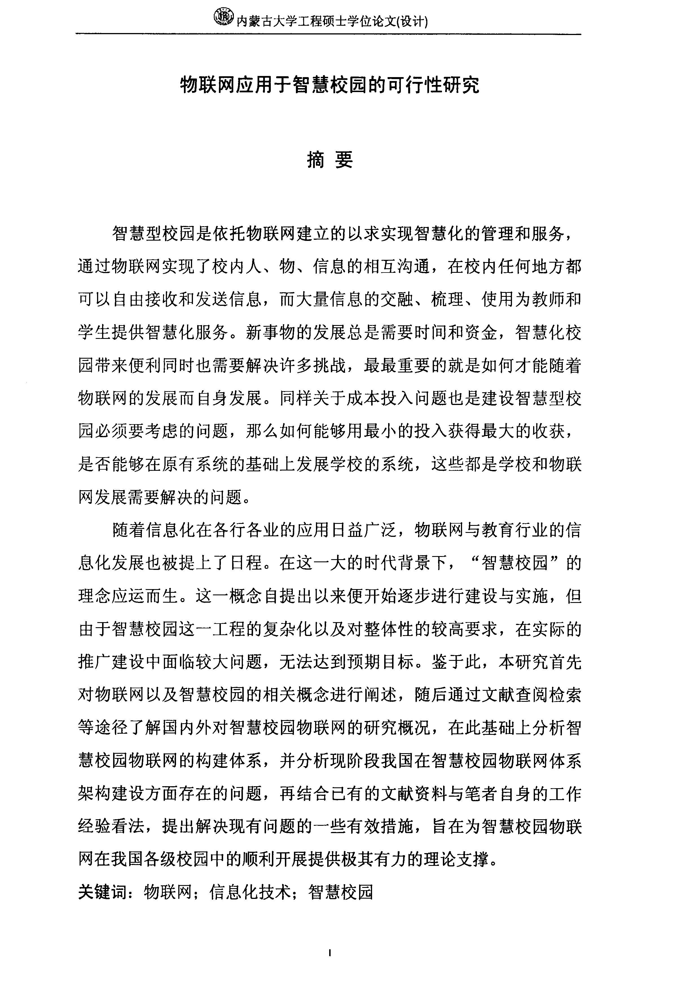 内蒙古大学工程硕士学位论文(设计)
物联网应用于智慧校园的可行性研究
摘 要
智慧型校园是依托物联网建立的以求实现智慧化的管理和服务，
通过物联网实现了校内人、物、信息的相互沟通，在校内任何地方都
可以自由接收和发送信息，而大量信息的交融、梳理、使用为教师和
学生提供智慧化服务。新事物的发展总是需要时间和资金，智慧化校
园带来便利同时也需要解决许多挑战，最最重要的就是如何才能随着
物联网的发展而自身发展。同样关于成本投入问题也是建设智慧型校
园必须要考虑的问题，那么如何能够用最小的投入获得最大的收获，
是否能够在原有系统的基础上发展学校的系统，这些都是学校和物联
网发展需要解决的问题。
随着信息化在各行各业的应用日益广泛，物联网与教育行业的信
息化发展也被提上了日程。在这一大的时代背景下，“智慧校园”的
理念应运而生。这一概念自提出以来便开始逐步进行建设与实施，但
由于智慧校园这一工程的复杂化以及对整体性的较高要求，在实际的
推广建设中面临较大问题，无法达到预期目标。鉴于此，本研究首先
对物联网以及智慧校园的相关概念进行阐述，随后通过文献查阅检索
等途径了解国内外对智慧校园物联网的研究概况，在此基础上分析智
慧校园物联网的构建体系，并分析现阶段我国在智慧校园物联网体系
架构建设方面存在的问题，再结合已有的文献资料与笔者自身的工作
经验看法，提出解决现有问题的一些有效措施，旨在为智慧校园物联
网在我国各级校园中的顺利开展提供极其有力的理论支撑。
关键词：物联网；信息化技术；智慧校园
I